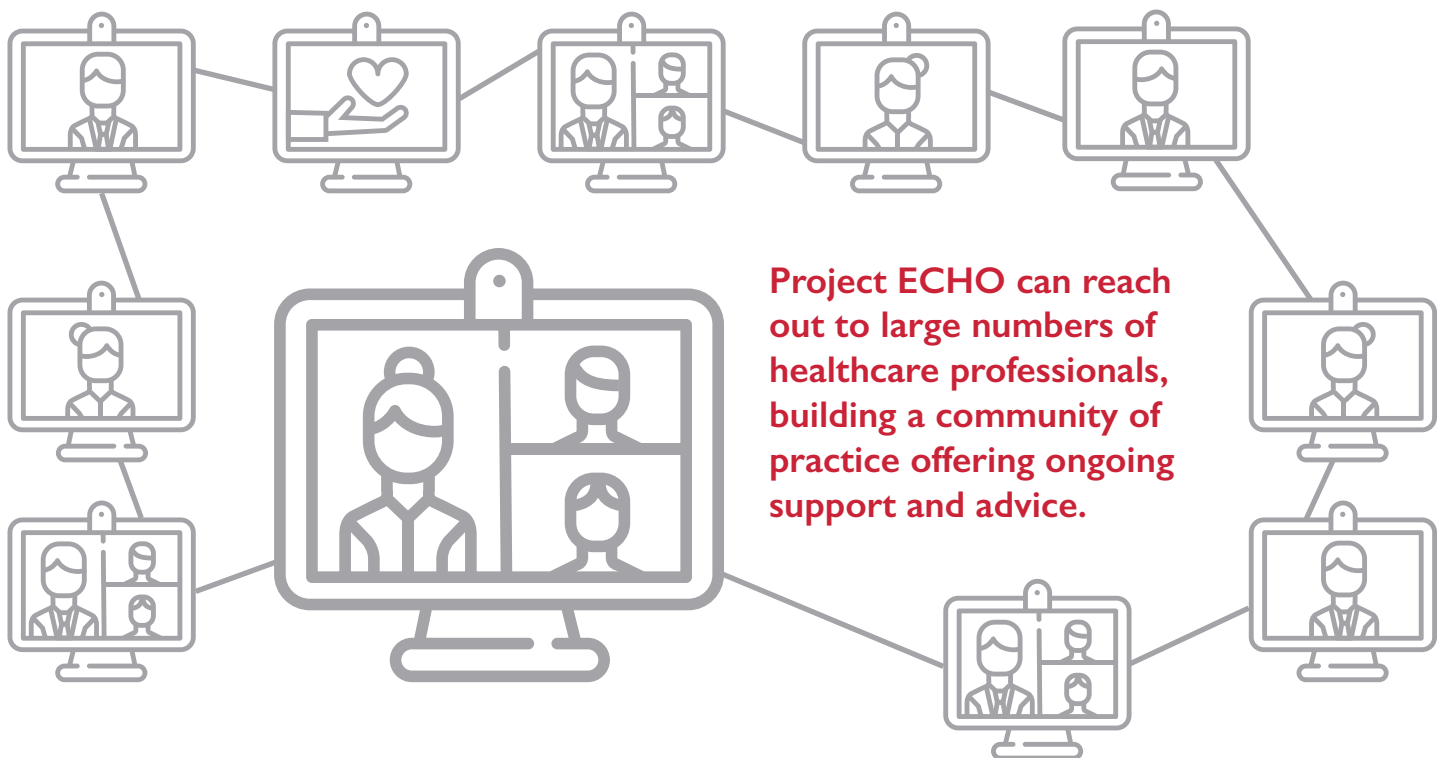 Project ECHO can reach
out to large numbers of
healthcare professionals,
building a community of
practice offering ongoing
support and advice.